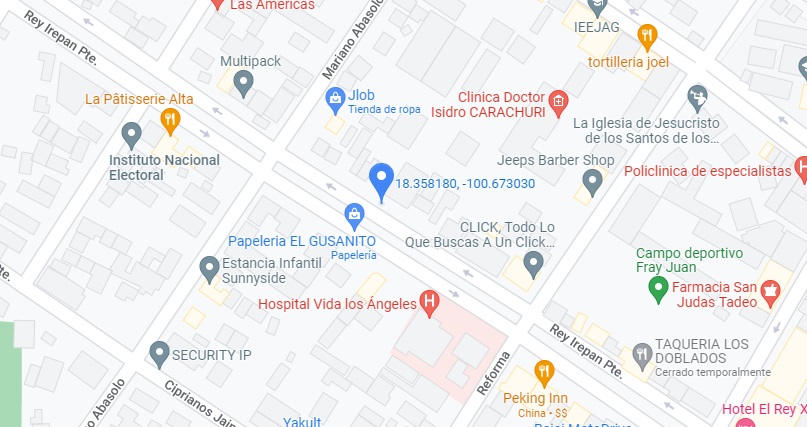 Las Américas
Rey Irepan Pte.
Mariano Abasolo
IEEJAG
tortilleria joel
Multipack
La Pâtisserie Alta
Jlob
Tienda de ropa
Clinica Doctor
Isidro CARACHURI
La Iglesia de Jesucristo
de los Santos de los...
Instituto Nacional
Electoral
Jeeps Barber Shop
Policlinica de especialistas
18.358180, -100.673030
Papeleria EL GUSANITO
Papelería
CLICK, Todo Lo
Que Buscas A Un Click...
Estancia Infantil
Sunnyside
Campo deportivo
Fray Juan
Farmacia San
Judas Tadeo
Hospital Vida los Ángeles
H
H
te.
SECURITY IP
Rey Irepan Pte.
TAQUERIA LOS
DOBLADOS
Cerrado temporalmente
Reforma
Abasolo
Ciprianos Jaim
Peking Inn
China • $$
Yakult
Hotel El Rey X